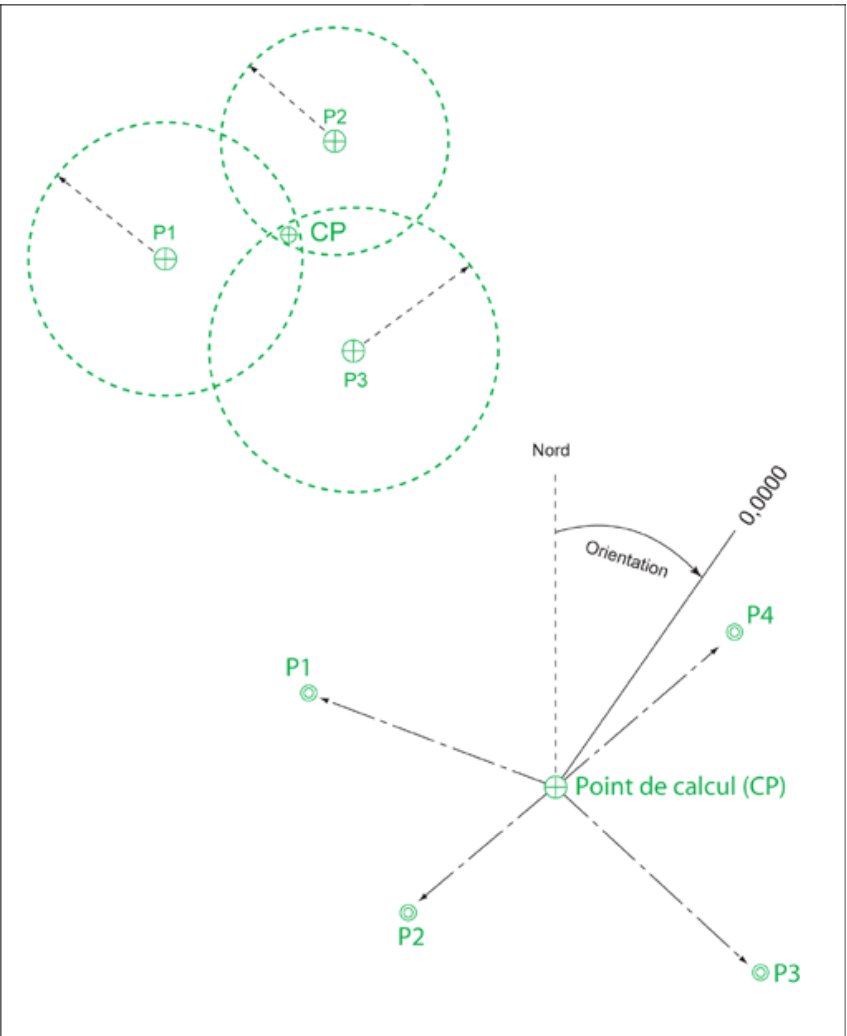 P2
P1
CP
P3
Nord
0,0000
Orientation
P4
P1
Point de calcul (CP)
P2
P3